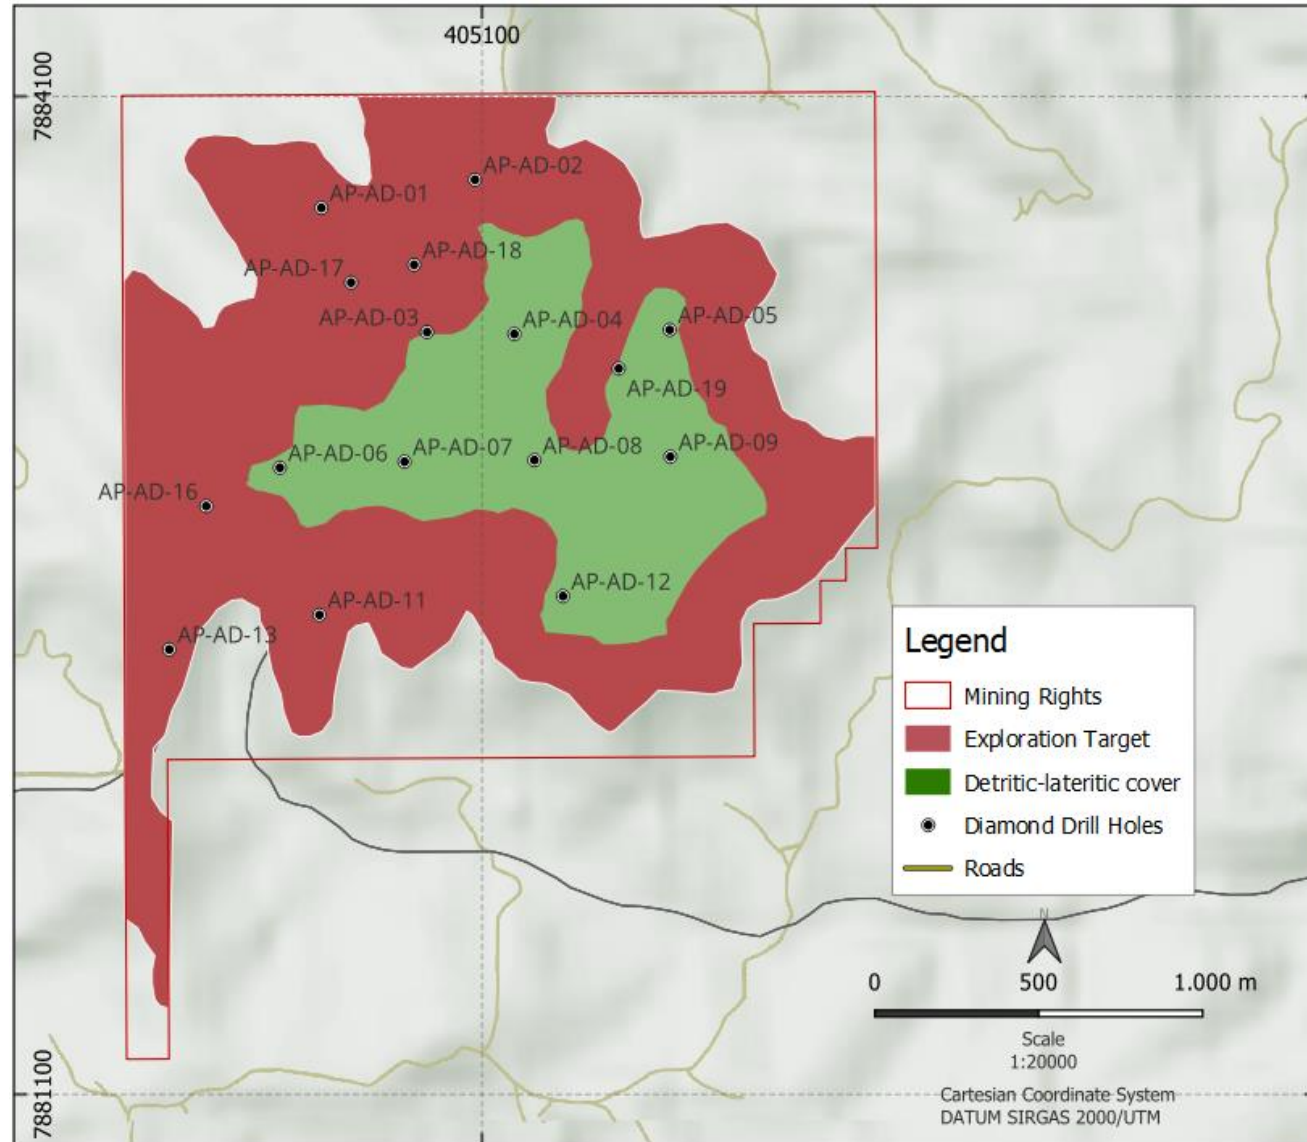 405100
7884100
AP-AD-02
AP-AD-01
AP-AD-18
AP-AD-17
AP-AD-03
AP-AD-04
AP-AD-05
AP-AD-19
AP-AD-06
AP-AD-07
AP-AD-08
AP-AD-09
AP-AD-16
AP-AD-12
AP-AD-11
AP-AD-13
Legend
Mining Rights
Exploration Target
Detritic-lateritic cover
Diamond Drill Holes
Roads
N
0 500 1.000 m
Scale
1:20000
7881100
Cartesian Coordinate System
DATUM SIRGAS 2000/UTM